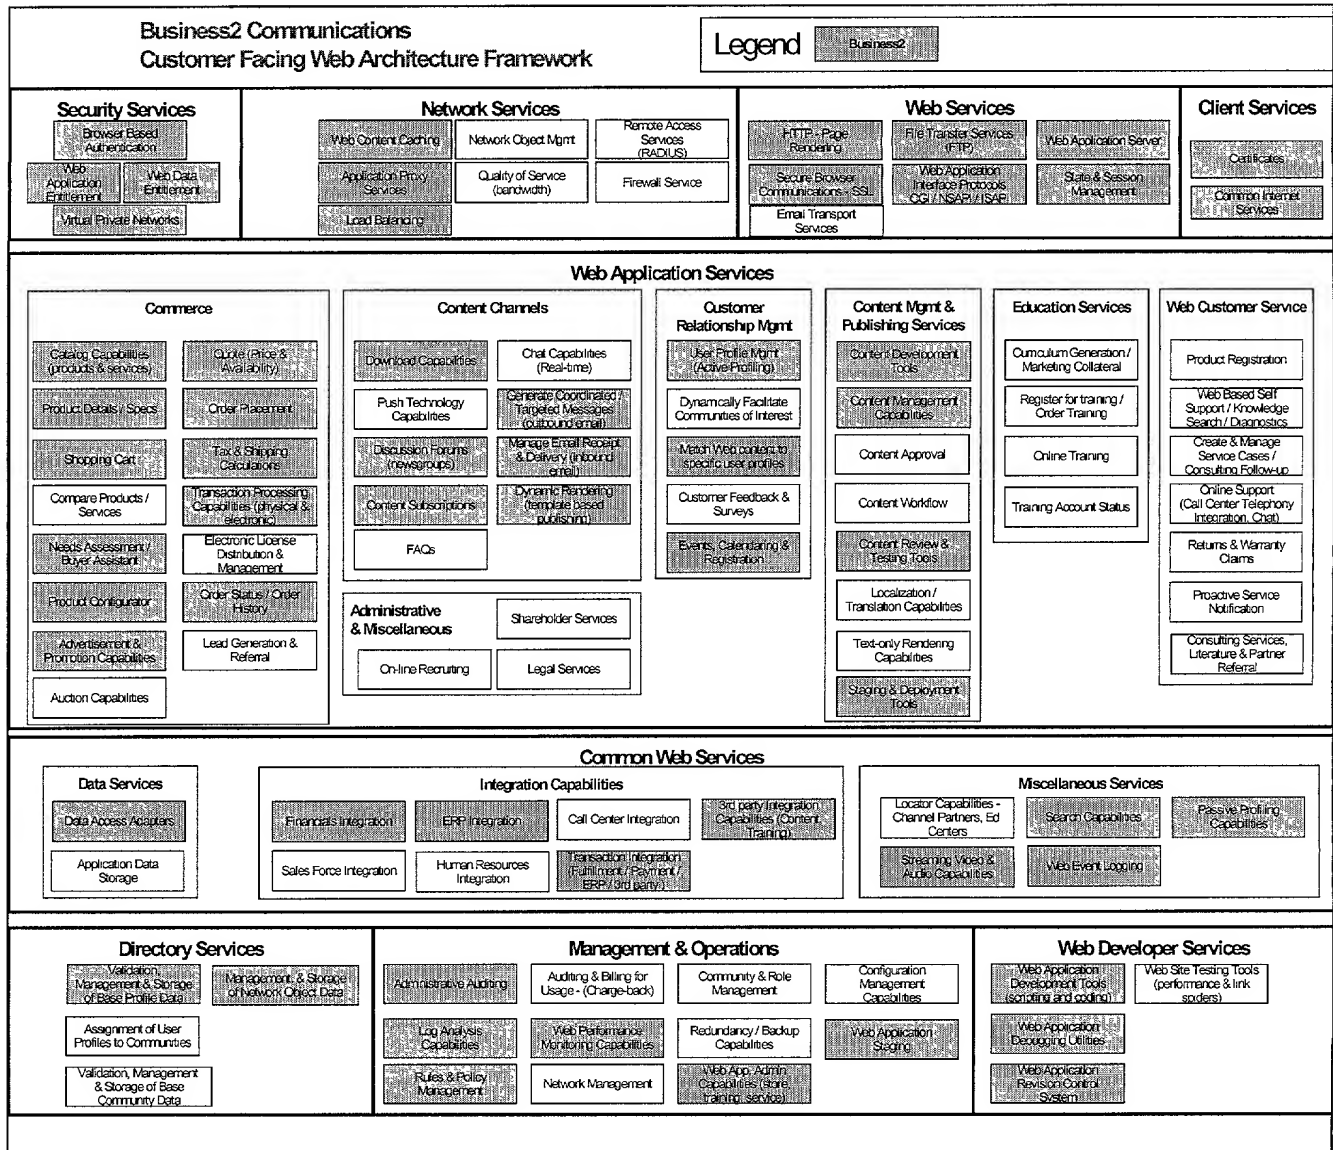 Business2 Communications
Customer Facing Web Architecture Framework
Legend
Business2
Security Services
Browser Based
Authentication
Web
Application
Entitlement
Web Data
Entitlement
Virtual Private Networks
Network Services
Web Content Caching
Network Object Mgmt
Remote Access
Services
(RADIUS)
Application Proxy
Services
Quality of Service
(bandwidth)
Firewall Service
Load Balancing
Web Services
HTTP - Page
Rendering
File Transfer Services
(FTP)
Web Application Server
Secure Browser
Communications - SSL
Web Application
Interface Protocols
CGI / NSAPI / ISAP
State & Session
Management
Email Transport
Services
Client Services
Certificates
Common Internet
Services
Web Application Services
Commerce
Catalog Capabilities
(products & services)
Quote (Price &
Availability)
Product Details / Specs
Order Placement
Shopping Cart
Tax & Shipping
Calculations
Compare Products /
Services
Transaction Processing
Capabilities (physical &
electronic)
Needs Assessment /
Buyer Assistant
Electronic License
Distribution &
Management
Product Configurator
Order Status / Order
History
Advertisement &
Promotion Capabilities
Lead Generation &
Referral
Auction Capabilities
Content Channels
Download Capabilities
Chat Capabilities
(Real-time)
Push Technology
Capabilities
Generate Coordinated /
Targeted Messages
(outbound email)
Discussion Forums
(newsgroups)
Manage Email Receipt
& Delivery (inbound
email)
Content Subscriptions
Dynamic Rendering
(template based
publishing)
FAQs
Administrative
& Miscellaneous
Shareholder Services
On-line Recruiting
Legal Services
Customer
Relationship Mgmt
User Profile Mgmt
(Active Profiling)
Dynamically Facilitate
Communities of Interest
Match Web content to
specific user profiles
Customer Feedback &
Surveys
Events, Calendaring &
Registration
Content Mgmt &
Publishing Services
Content Development
Tools
Content Management
Capabilities
Content Approval
Content Workflow
Content Review &
Testing Tools
Localization /
Translation Capabilities
Text-only Rendering
Capabilities
Staging & Deployment
Tools
Education Services
Curriculum Generation /
Marketing Collateral
Register for training /
Order Training
Online Training
Training Account Status
Web Customer Service
Product Registration
Web Based Self
Support / Knowledge
Search / Diagnostics
Create & Manage
Service Cases /
Consulting Follow-up
Online Support
(Call Center Telephony
Integration, Chat)
Returns & Warranty
Claims
Proactive Service
Notification
Consulting Services,
Literature & Partner
Referral
Common Web Services
Data Services
Data Access Adapters
Application Data
Storage
Integration Capabilities
Financials Integration
ERP Integration
Call Center Integration
3rd party Integration
Capabilities (Content,
Training)
Sales Force Integration
Human Resources
Integration
Transaction Integration
(Fulfillment / Payment /
ERP / 3rd party )
Miscellaneous Services
Locator Capabilities -
Channel Partners, Ed
Centers
Search Capabilities
Passive Profiling
Capabilities
Streaming Video &
Audio Capabilities
Web Event Logging
Directory Services
Validation,
Management & Storage
of Base Profile Data
Management, & Storage
of Network Object Data
Assignment of User
Profiles to Communities
Validation, Management
& Storage of Base
Community Data
Management & Operations
Administrative Auditing
Auditing & Billing for
Usage - (Charge-back)
Community & Role
Management
Configuration
Management
Capabilities
Log Analysis
Capabilities
Web Performance
Monitoring Capabilities
Redundancy / Backup
Capabilities
Web Application
Staging
Rules & Policy
Management
Network Management
Web App. Admin
Capabilities (store,
training, service)
Web Developer Services
Web Application
Development Tools
(scripting and coding)
Web Site Testing Tools
(performance & link
spiders)
Web Application
Debugging Utilities
Web Application
Revision Control
System